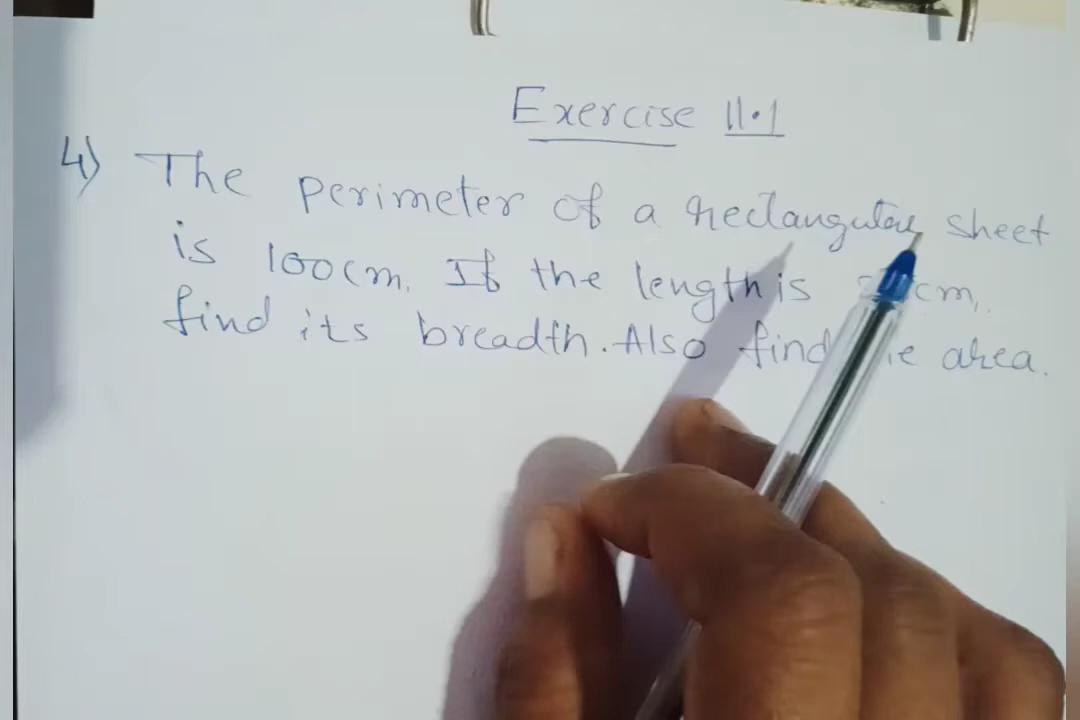 Exercise 11.1
4) The perimeter of a rectangular sheet
is 100cm. If the length is cm,
find its breadth. Also find area.